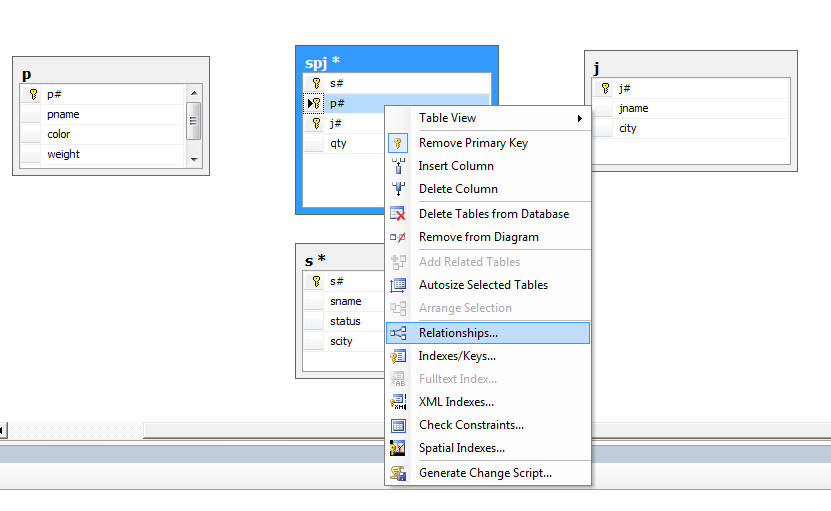 p
p#
pname
color
weight
spj *
s#
p#
j#
qty
j
j#
jname
city
s *
s#
sname
status
scity
Table View
Remove Primary Key
Insert Column
Delete Column
Delete Tables from Database
Remove from Diagram
Add Related Tables
Autosize Selected Tables
Arrange Selection
Relationships...
Indexes/Keys...
Fulltext Index...
XML Indexes...
Check Constraints...
Spatial Indexes...
Generate Change Script...